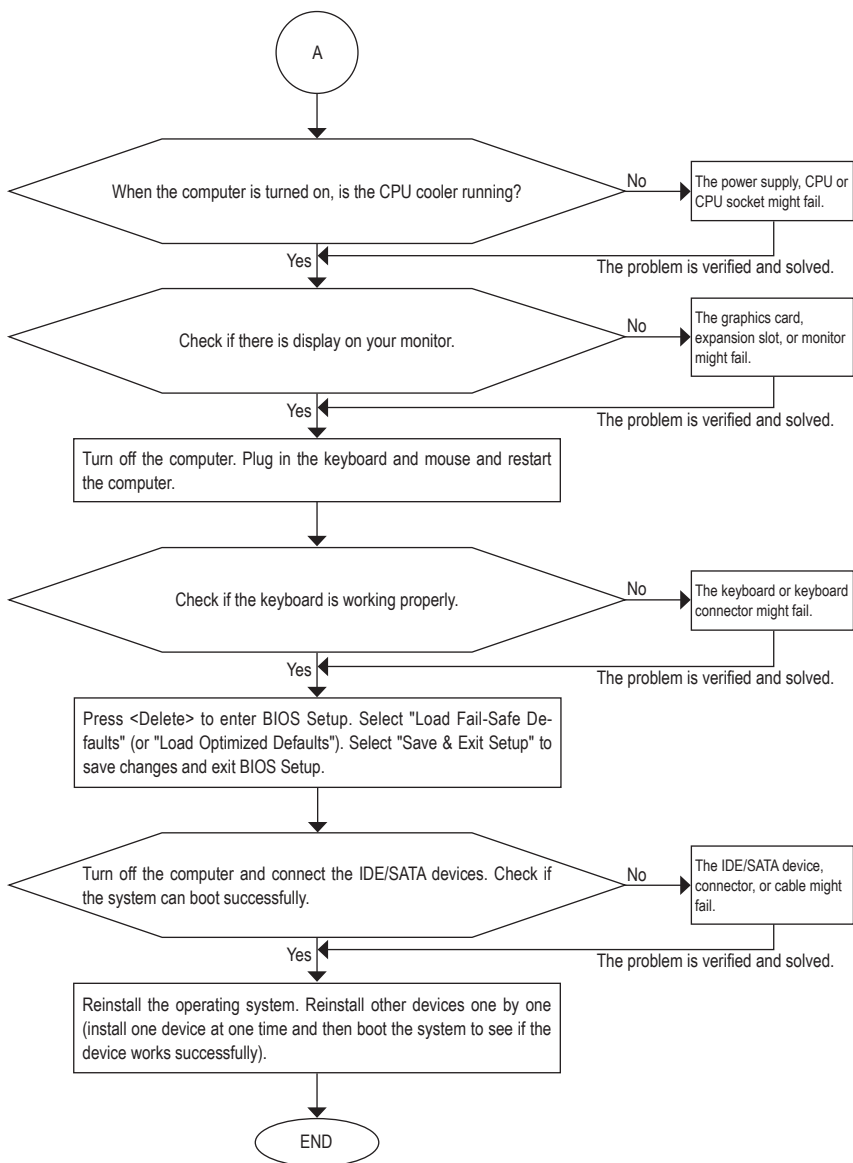 A
When the computer is turned on, is the CPU cooler running?
No
The power supply, CPU or
CPU socket might fail.
Yes
The problem is verified and solved.
Check if there is display on your monitor.
No
The graphics card,
expansion slot, or monitor
might fail.
Yes
The problem is verified and solved.
Turn off the computer. Plug in the keyboard and mouse and restart
the computer.
Check if the keyboard is working properly.
No
The keyboard or keyboard
connector might fail.
Yes
The problem is verified and solved.
Press <Delete> to enter BIOS Setup. Select "Load Fail-Safe De-
faults" (or "Load Optimized Defaults"). Select "Save & Exit Setup" to
save changes and exit BIOS Setup.
Turn off the computer and connect the IDE/SATA devices. Check if
the system can boot successfully.
No
The IDE/SATA device,
connector, or cable might
fail.
Yes
The problem is verified and solved.
Reinstall the operating system. Reinstall other devices one by one
(install one device at one time and then boot the system to see if the
device works successfully).
END